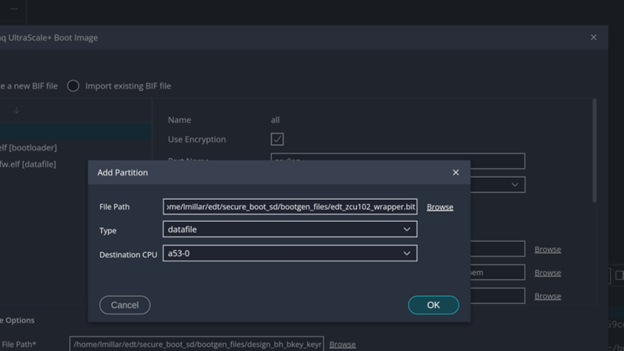 UltraScale+ Boot Image
e a new BIF file
Import existing BIF file
Name
all
Use Encryption
elf [bootloader]
fw.elf [datafile]
Add Partition
File Path
ome/lmillar/edt/secure_boot_sd/bootgen_files/edt_zcu102_wrapper.bit
Browse
Type
datafile
Destination CPU
a53-0
Browse
em
Browse
Browse
Cancel
OK
e Options
File Path*
/home/lmillar/edt/secure_boot_sd/bootgen_files/design_bh_bkey_keyr
Browse